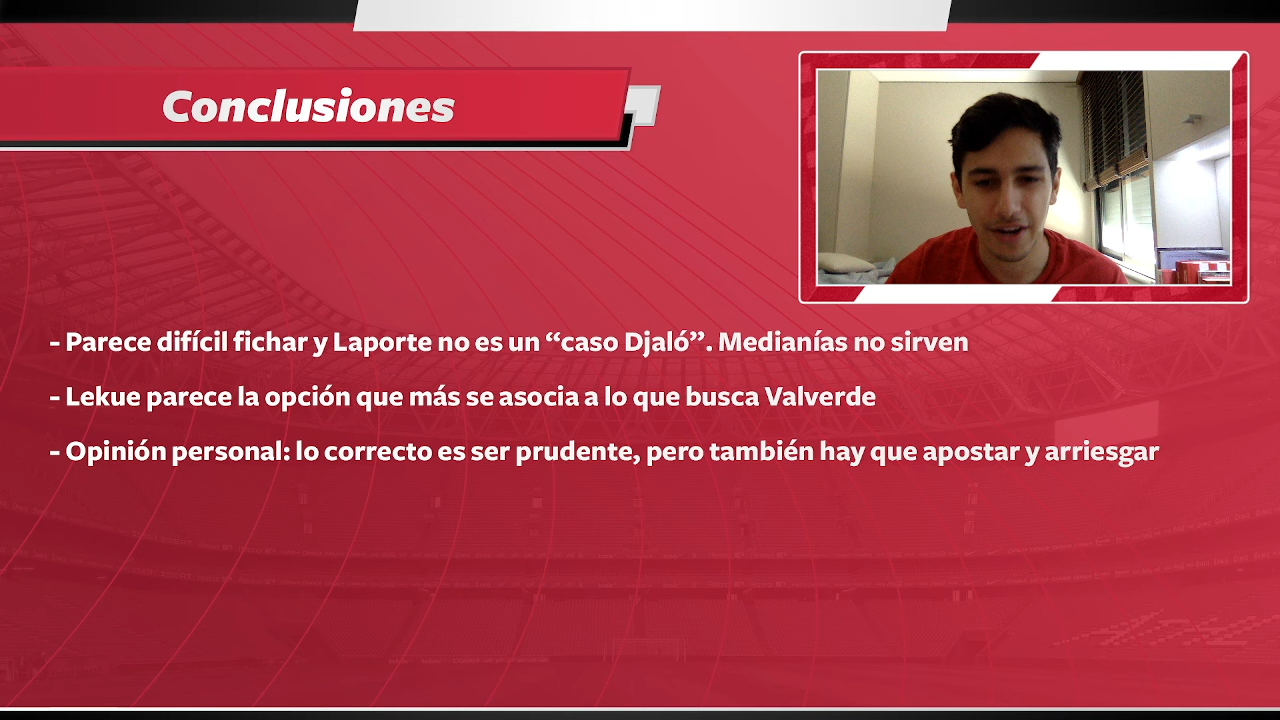 Conclusiones
- Parece difícil fichar y Laporte no es un “caso Djaló”. Medianías no sirven
- Lekue parece la opción que más se asocia a lo que busca Valverde
- Opinión personal: lo correcto es ser prudente, pero también hay que apostar y arriesgar